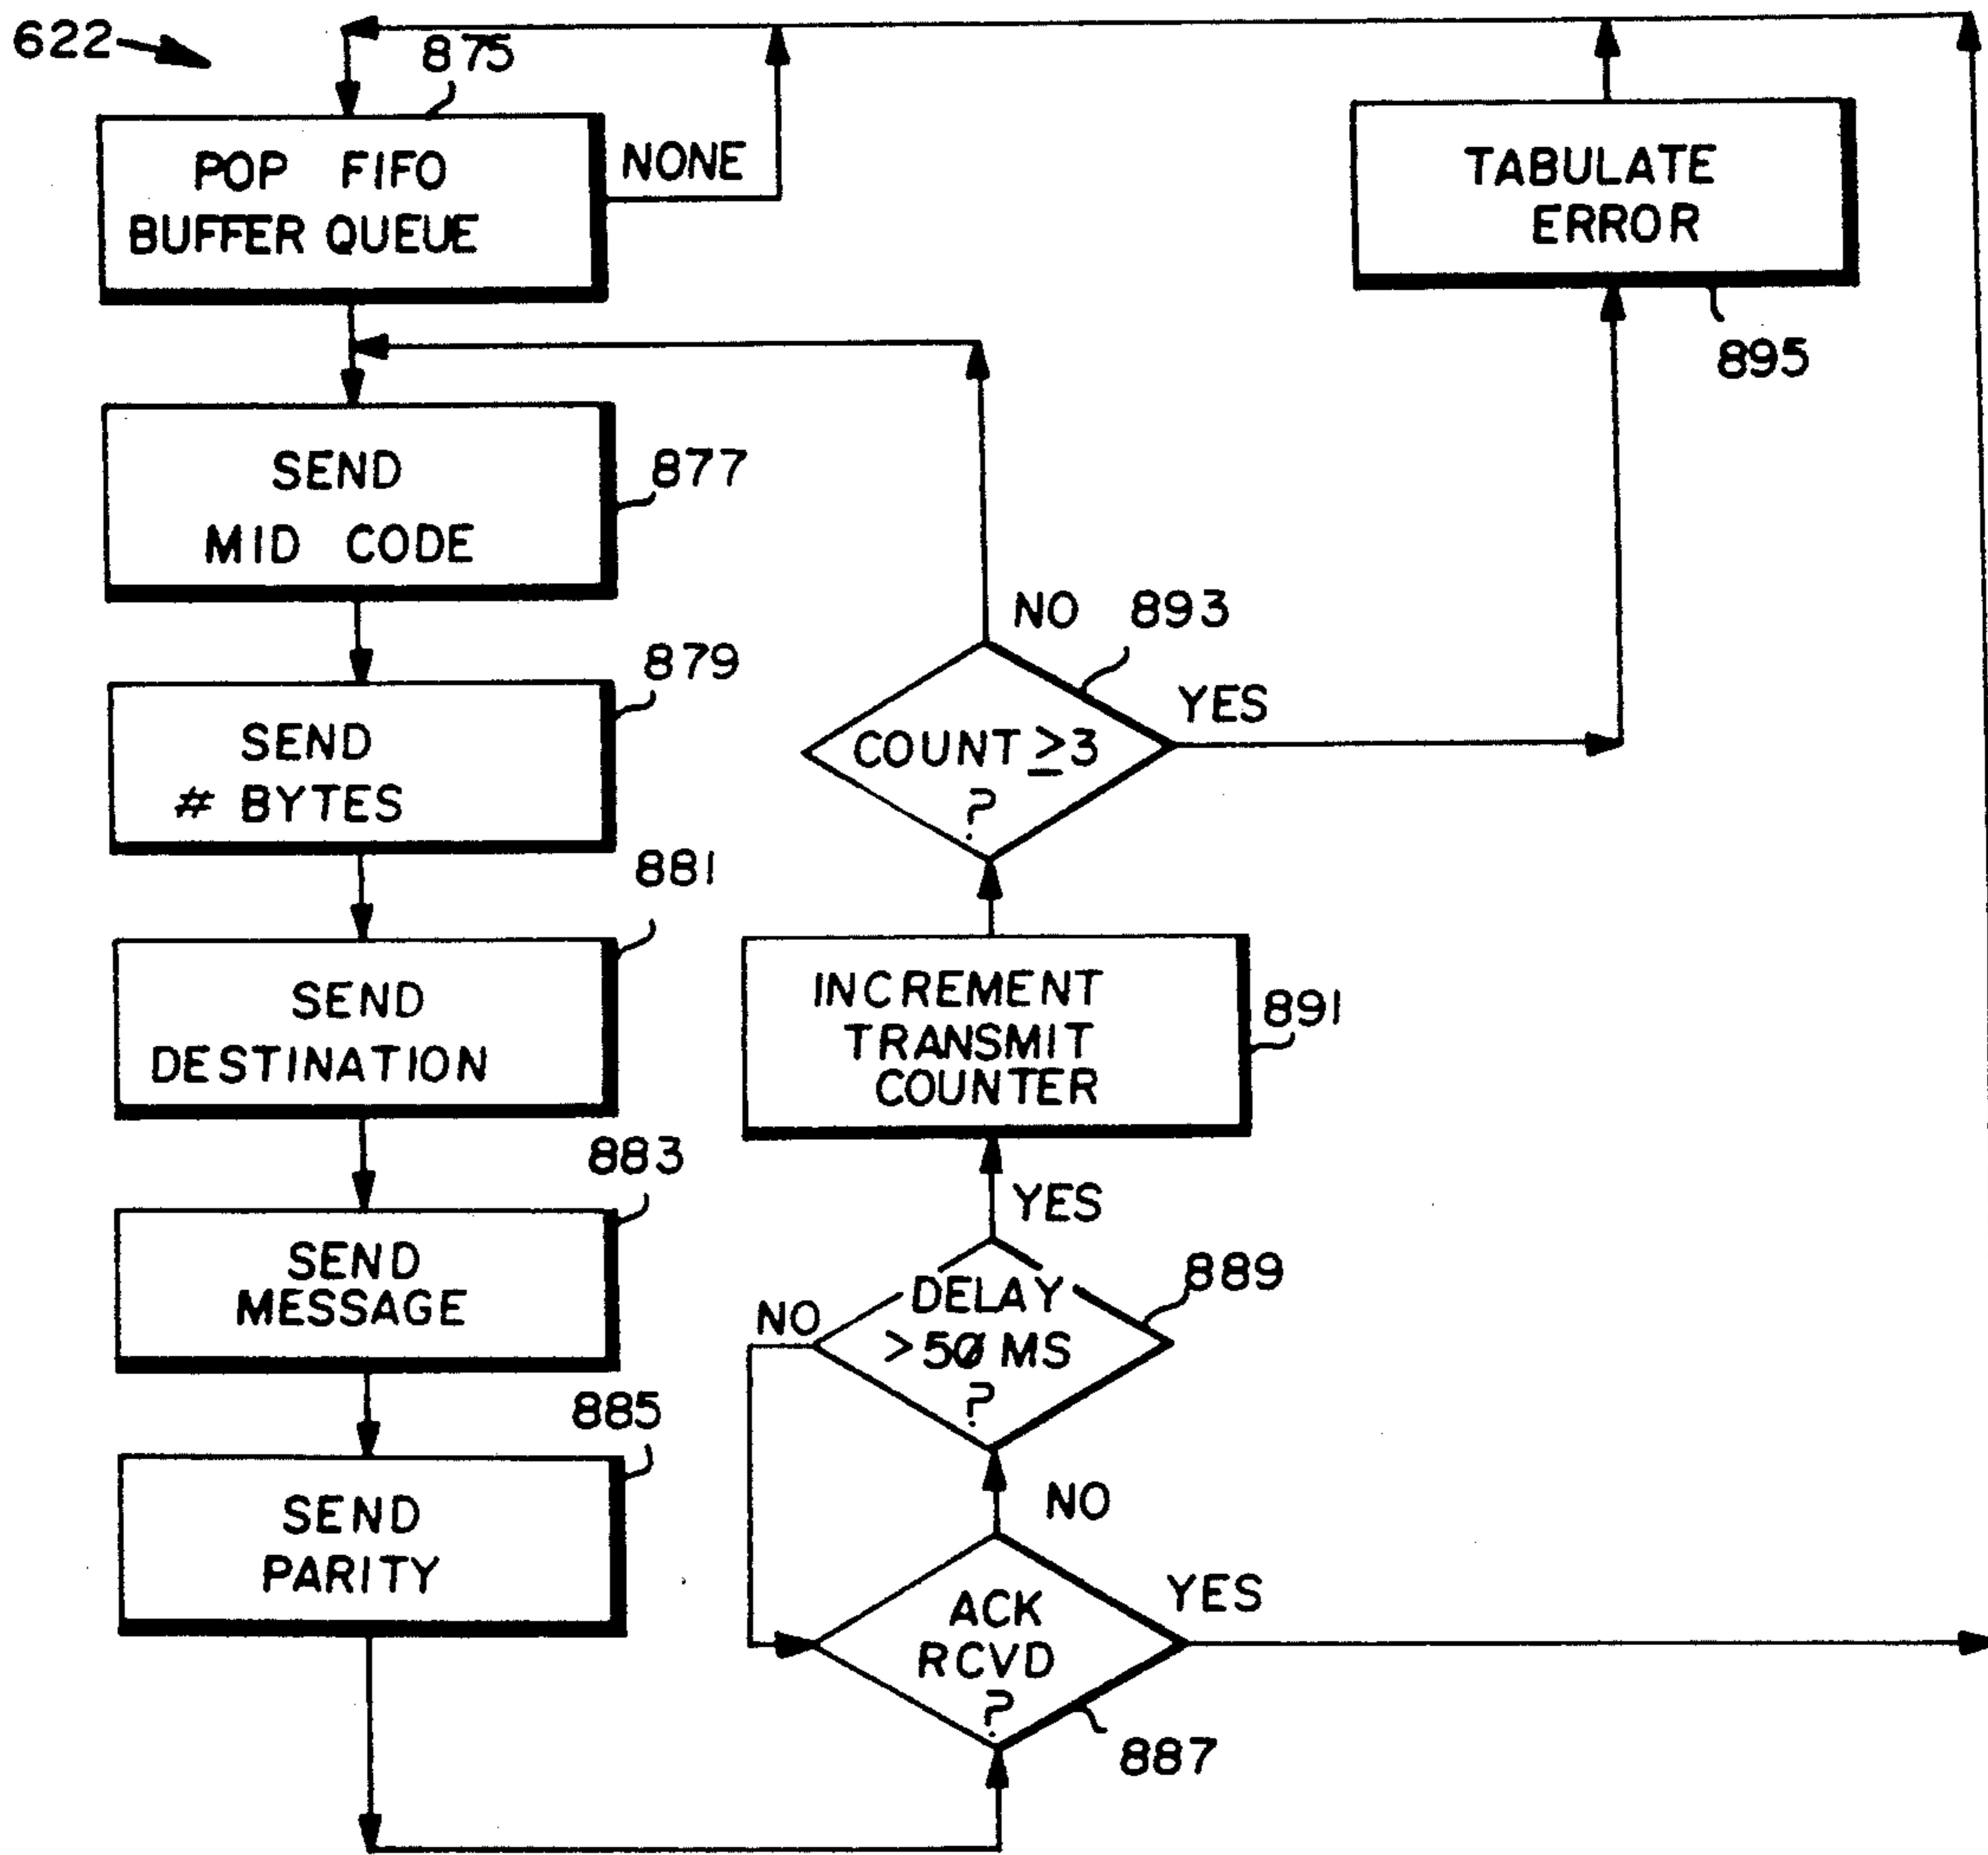 622
875
POP FIFO
BUFFER QUEUE
NONE
TABULATE
ERROR
895
SEND
MID CODE
877
SEND
# BYTES
879
NO
893
COUNT ≥3
?
YES
881
SEND
DESTINATION
INCREMENT
TRANSMIT
COUNTER
891
883
SEND
MESSAGE
YES
DELAY
>50 MS
?
889
NO
885
SEND
PARITY
NO
ACK
RCVD
?
YES
887